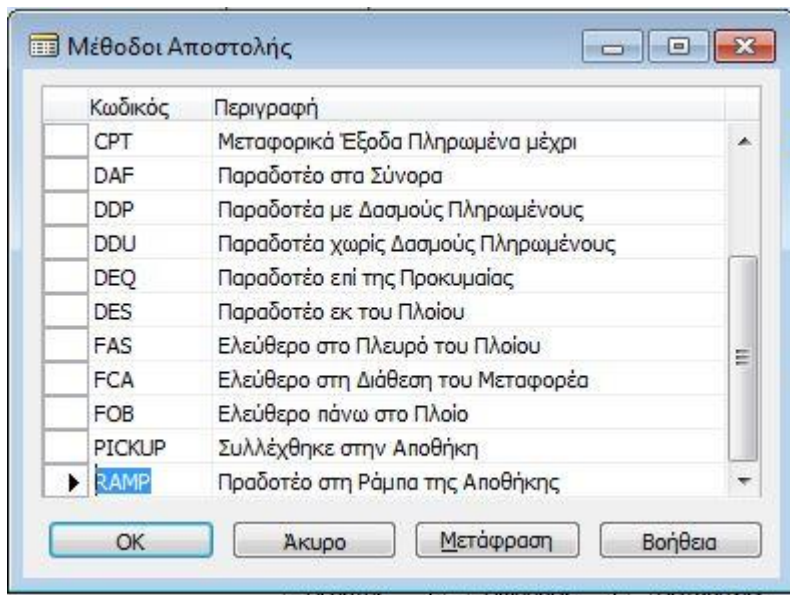 Μέθοδοι Αποστολής
Κωδικός Περιγραφή
CPT Μεταφορικά Έξοδα Πληρωμένα μέχρι
DAF Παραδοτέο στα Σύνορα
DDP Παραδοτέα με Δασμούς Πληρωμένους
DDU Παραδοτέα χωρίς Δασμούς Πληρωμένους
DEQ Παραδοτέο επί της Προκυμαίας
DES Παραδοτέο εκ του Πλοίου
FAS Ελεύθερο στο Πλευρό του Πλοίου
FCA Ελεύθερο στη Διάθεση του Μεταφορέα
FOB Ελεύθερο πάνω στο Πλοίο
PICKUP Συλλέχθηκε στην Αποθήκη
RAMP Πραδοτέο στη Ράμπα της Αποθήκης
OK Άκυρο Μετάφραση Βοήθεια